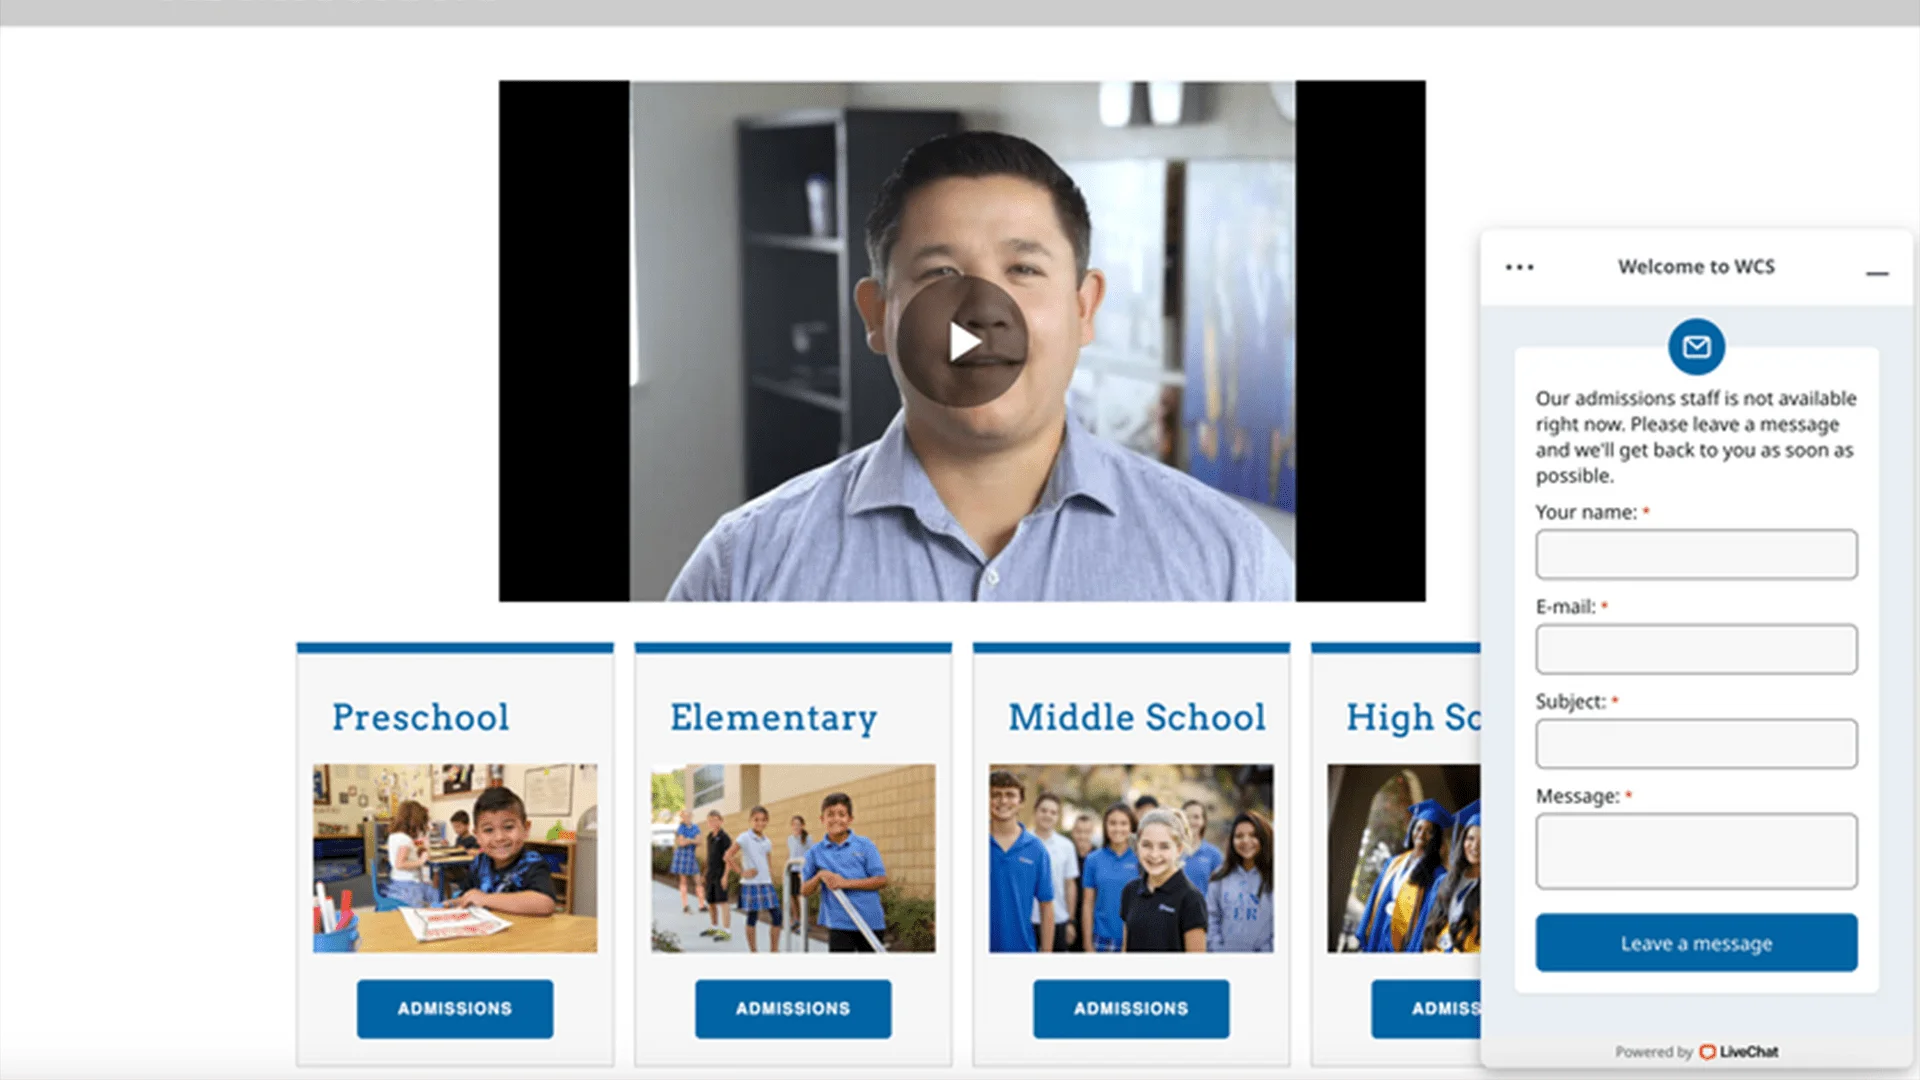 Welcome to WCS
Our admissions staff is not available
right now. Please leave a message
and we'll get back to you as soon as
possible.
Your name: *
E-mail: *
Subject: *
Message: *
Leave a message
Powered by LiveChat
Preschool
Elementary
Middle School
High Sc
ADMISSIONS
ADMISSIONS
ADMISSIONS
ADMISS